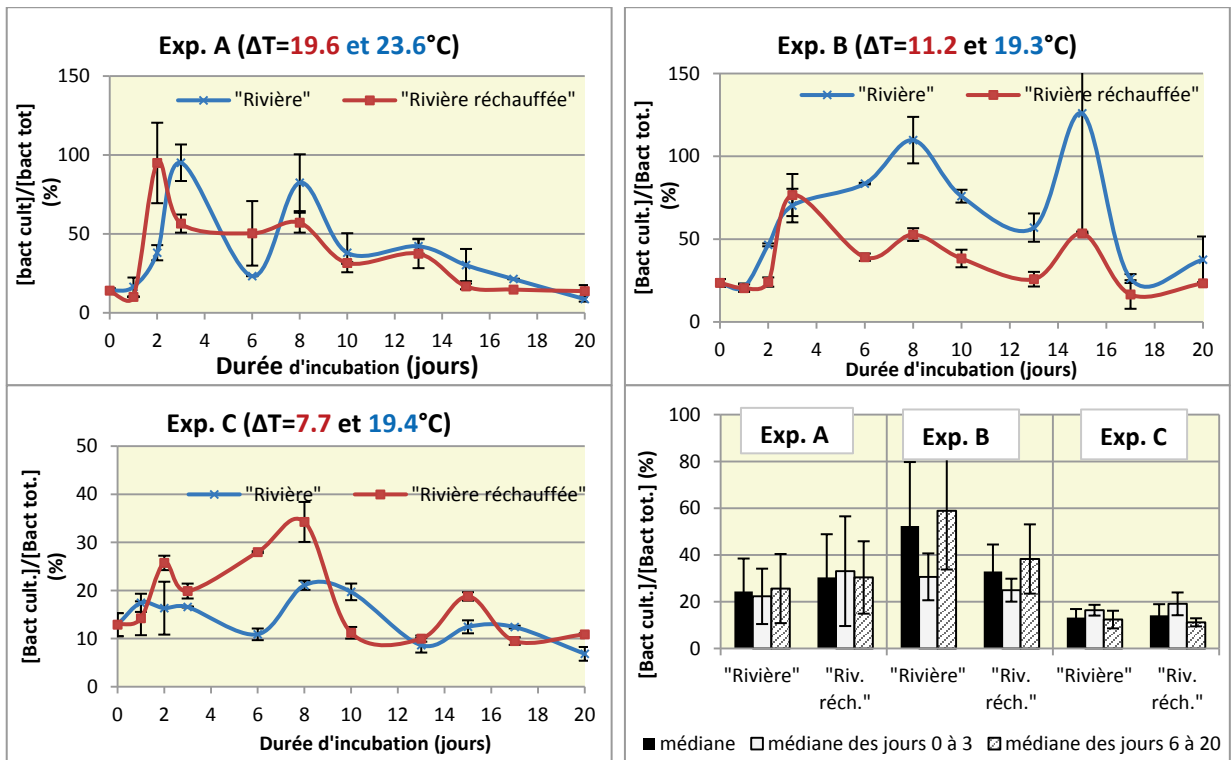 Exp. A (ΔT=19.6 et 23.6°C)
"Rivière" "Rivière réchauffée"
[bact cult]/[bact tot]
(%)
150
100
50
0
0 2 4 6 8 10 12 14 16 18 20
Durée d'incubation (jours)
Exp. B (ΔT=11.2 et 19.3°C)
"Rivière" "Rivière réchauffée"
[Bact cult.]/[Bact tot.]
(%)
150
100
50
0
0 2 4 6 8 10 12 14 16 18 20
Durée d'incubation (jours)
Exp. C (ΔT=7.7 et 19.4°C)
"Rivière" "Rivière réchauffée"
[Bact cult.]/[Bact tot.]
(%)
50
40
30
20
10
0
0 2 4 6 8 10 12 14 16 18 20
Durée d'incubation (jours)
Exp. A Exp. B Exp. C
[Bact cult.]/[Bact tot.] (%)
100
80
60
40
20
0
"Rivière" "Riv. "Rivière" "Riv. "Rivière" "Riv.
réch." réch." réch."
médiane médiane des jours 0 à 3 médiane des jours 6 à 20